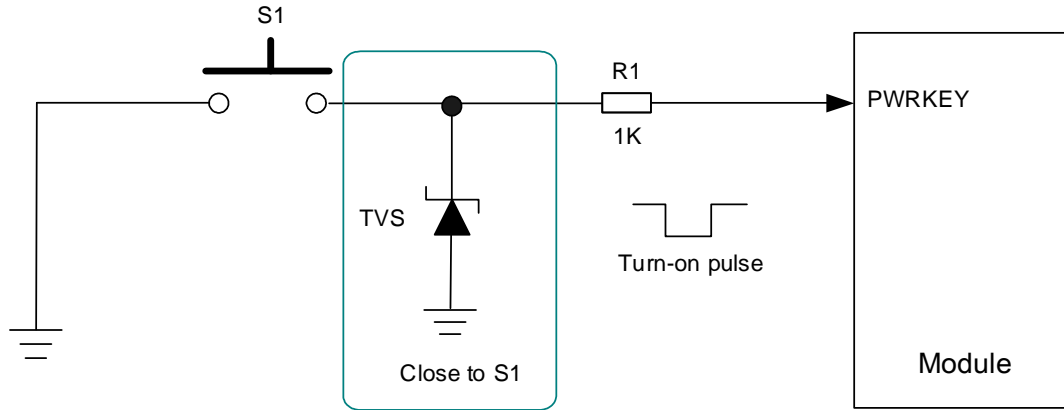 S1
R1
PWRKEY
1K
TVS
Turn-on pulse
Close to S1
Module